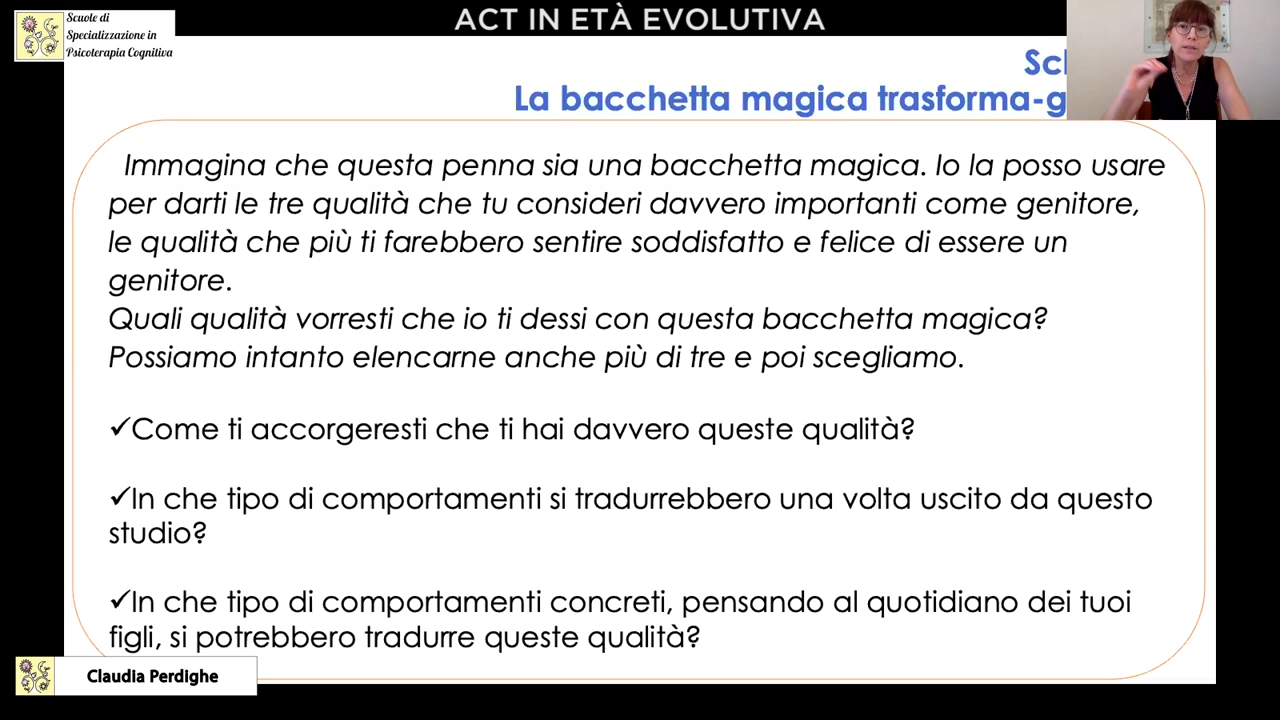 Scuole di
Specializzazione in
Psicoterapia Cognitiva
ACT IN ETÀ EVOLUTIVA
La bacchetta magica
Immagina che questa penna sia una bacchetta magica. Io la posso usare
per darti le tre qualità che tu consideri davvero importanti come genitore,
le qualità che più ti farebbero sentire soddisfatto e felice di essere un
genitore.
Quali qualità vorresti che io ti dessi con questa bacchetta magica?
Possiamo intanto elencarne anche più di tre e poi scegliamo.
✓Come ti accorgeresti che ti hai davvero queste qualità?
✓In che tipo di comportamenti si tradurrebbero una volta uscito da questo
studio?
✓In che tipo di comportamenti concreti, pensando al quotidiano dei tuoi
figli, si potrebbero tradurre queste qualità?
Claudia Perdighe